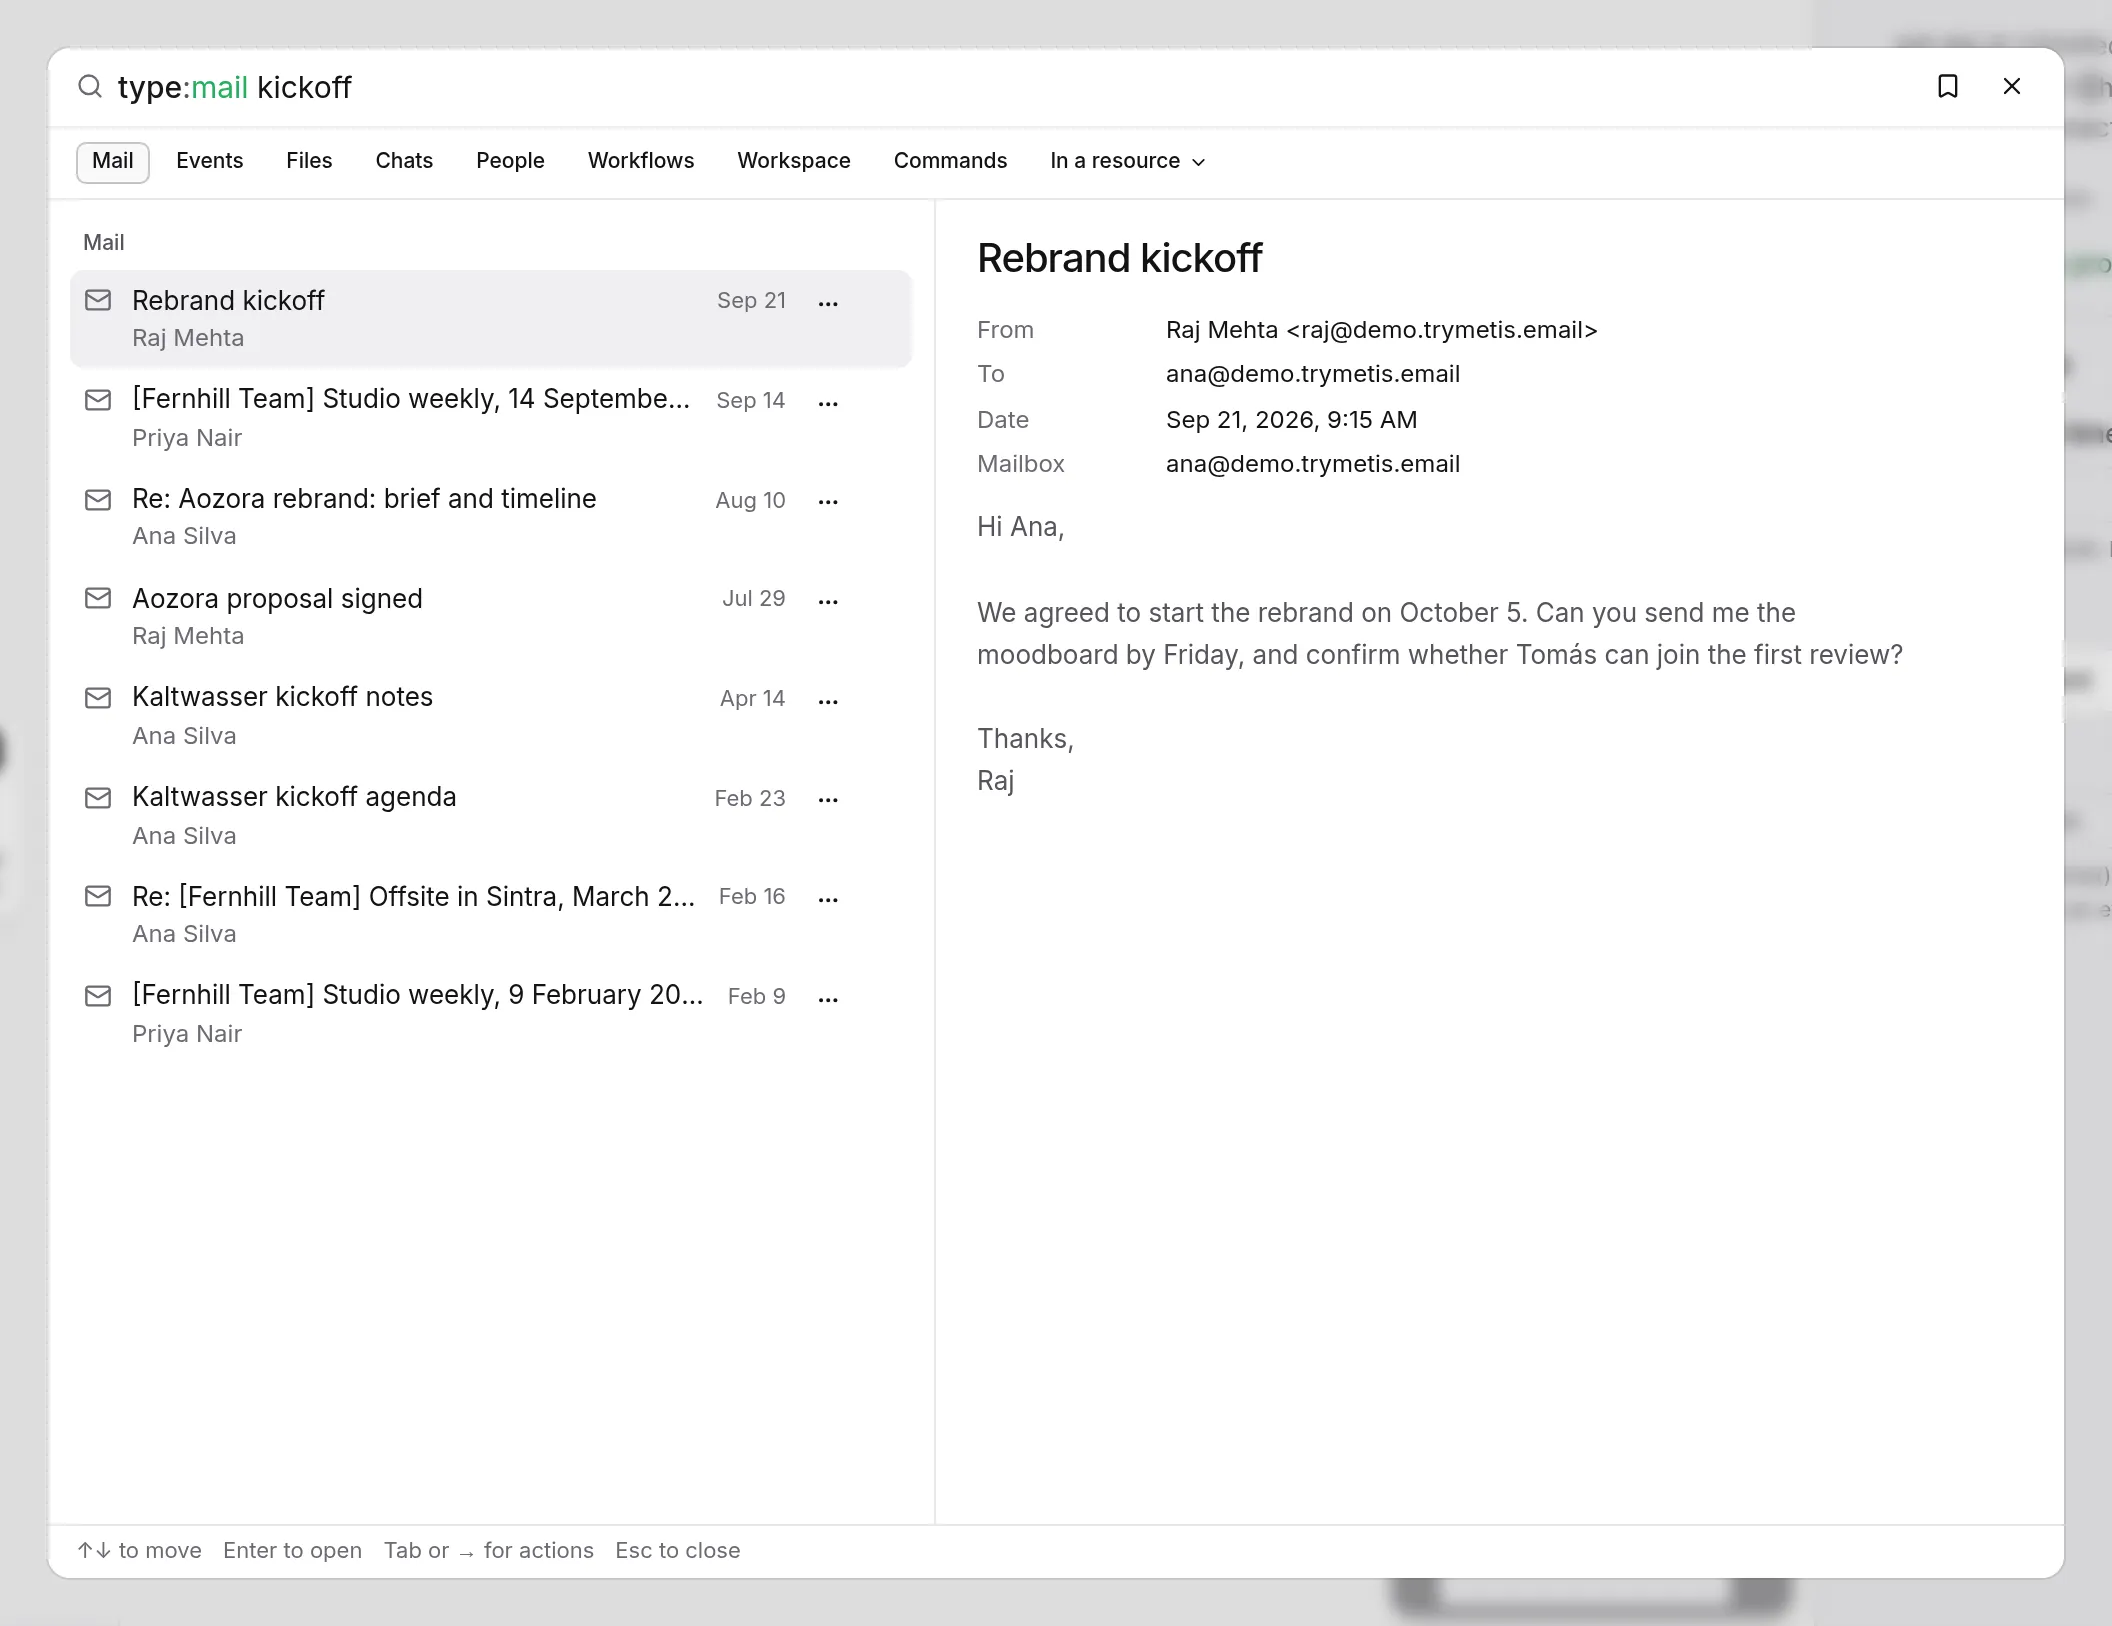 type:mail kickoff
Mail Events Files Chats People Workflows Workspace Commands In a resource
Mail
Rebrand kickoff Sep 21 ...
Raj Mehta
[Fernhill Team] Studio weekly, 14 Septembe... Sep 14 ...
Priya Nair
Re: Aozora rebrand: brief and timeline Aug 10 ...
Ana Silva
Aozora proposal signed Jul 29 ...
Raj Mehta
Kaltwasser kickoff notes Apr 14 ...
Ana Silva
Kaltwasser kickoff agenda Feb 23 ...
Ana Silva
Re: [Fernhill Team] Offsite in Sintra, March 2... Feb 16 ...
Ana Silva
[Fernhill Team] Studio weekly, 9 February 20... Feb 9 ...
Priya Nair
Rebrand kickoff
From Raj Mehta <raj@demo.trymetis.email>
To ana@demo.trymetis.email
Date Sep 21, 2026, 9:15 AM
Mailbox ana@demo.trymetis.email
Hi Ana,
We agreed to start the rebrand on October 5. Can you send me the
moodboard by Friday, and confirm whether Tomás can join the first review?
Thanks,
Raj
↑↓ to move Enter to open Tab or → for actions Esc to close